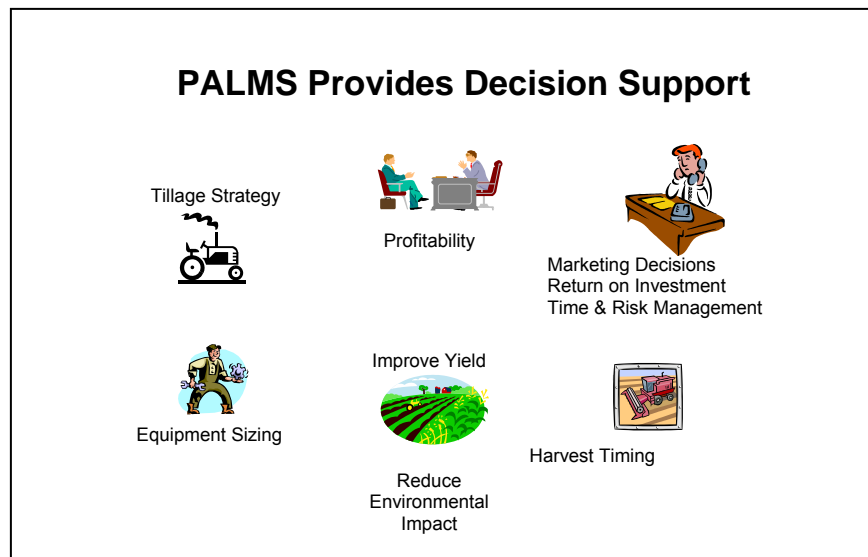 PALMS Provides Decision Support
Tillage Strategy
Profitability
Marketing Decisions
Return on Investment
Time & Risk Management
Equipment Sizing
Improve Yield
Reduce
Environmental
Impact
Harvest Timing